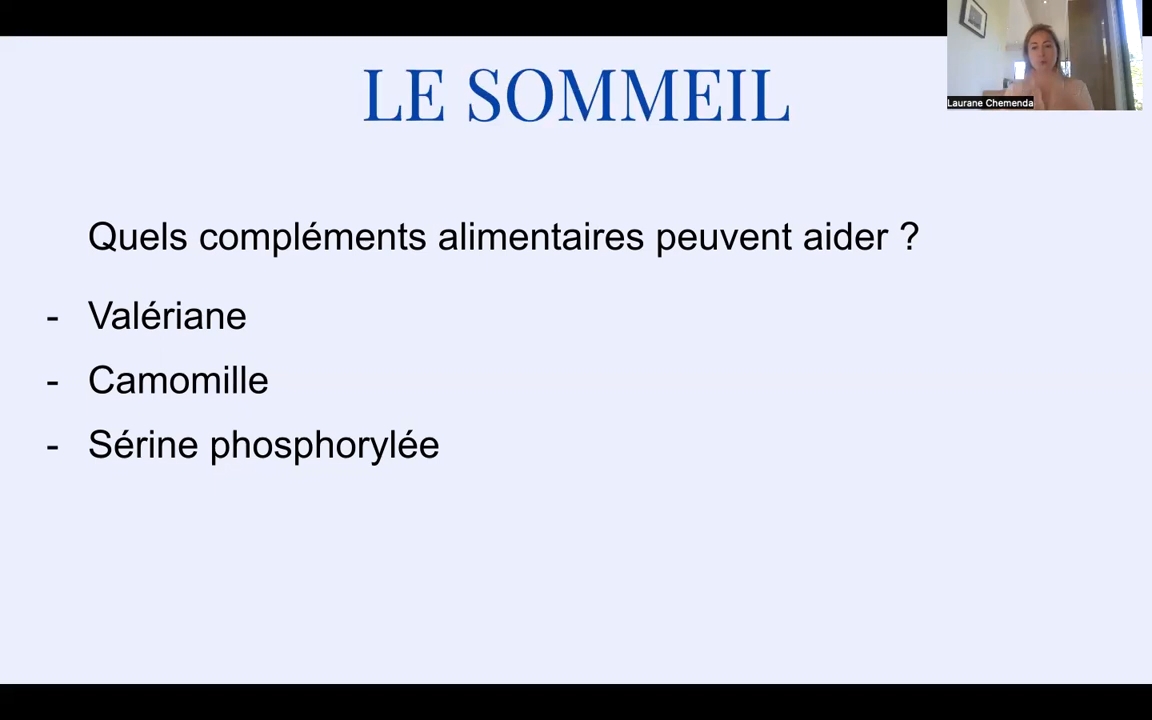 LE SOMMEIL
Laurane Chemenda
Quels compléments alimentaires peuvent aider ?
- Valériane
- Camomille
- Sérine phosphorylée